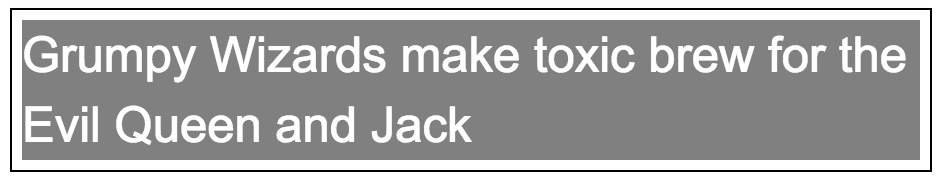 Grumpy Wizards make toxic brew for the
Evil Queen and Jack